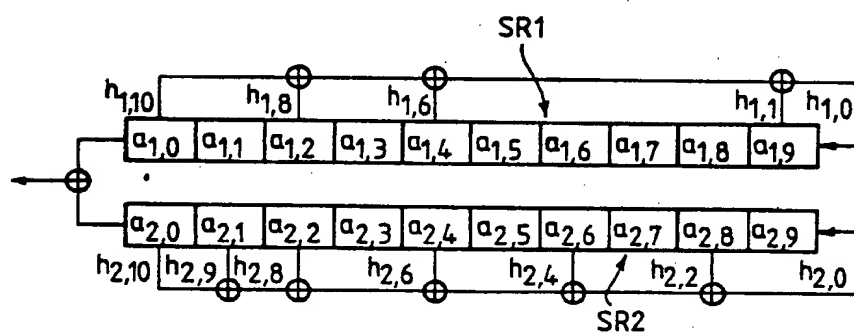 SR1
h1,10 h1,8 h1,6 h1,1 h1,0
a1,0 a1,1 a1,2 a1,3 a1,4 a1,5 a1,6 a1,7 a1,8 a1,9
a2,0 a2,1 a2,2 a2,3 a2,4 a2,5 a2,6 a2,7 a2,8 a2,9
h2,10 h2,9 h2,8 h2,6 h2,4 h2,2 h2,0
SR2